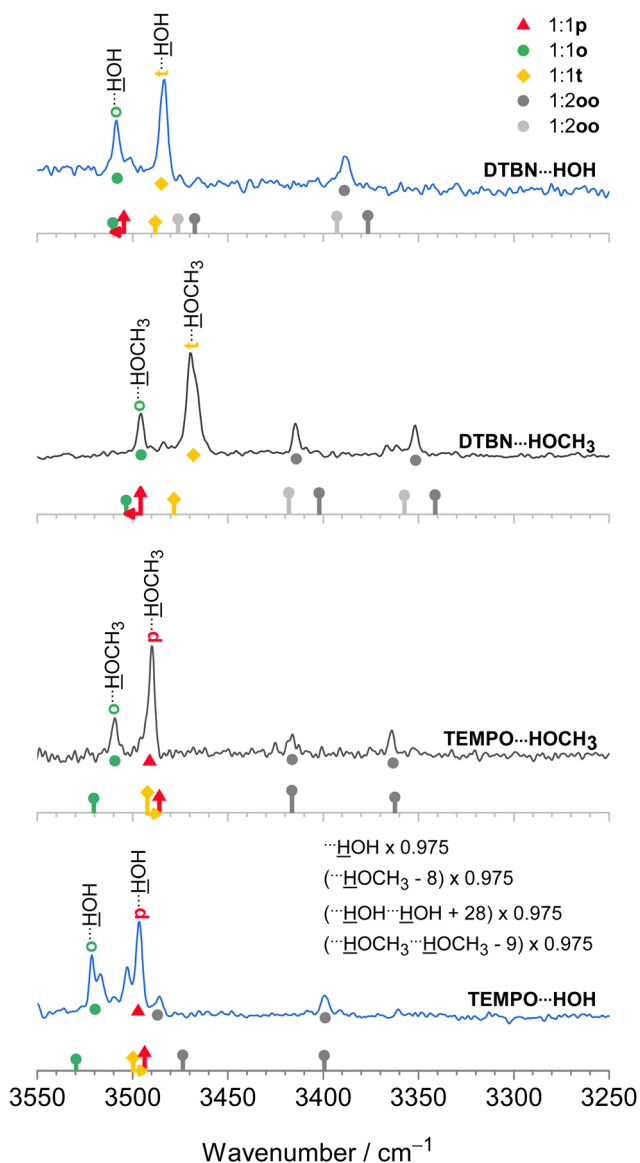 1:1p
1:1o
1:1t
1:2oo
1:2oo
o···HOH
t···HOH
DTBN···HOH
o···HOCH₃
t···HOCH₃
DTBN···HOCH₃
o···HOCH₃
p···HOCH₃
TEMPO···HOCH₃
···HOH x 0.975
(···HOCH₃ - 8) x 0.975
(···HOH···HOH + 28) x 0.975
(···HOCH₃···HOCH₃ - 9) x 0.975
o···HOH
p···HOH
TEMPO···HOH
3550 3500 3450 3400 3350 3300 3250
Wavenumber / cm⁻¹